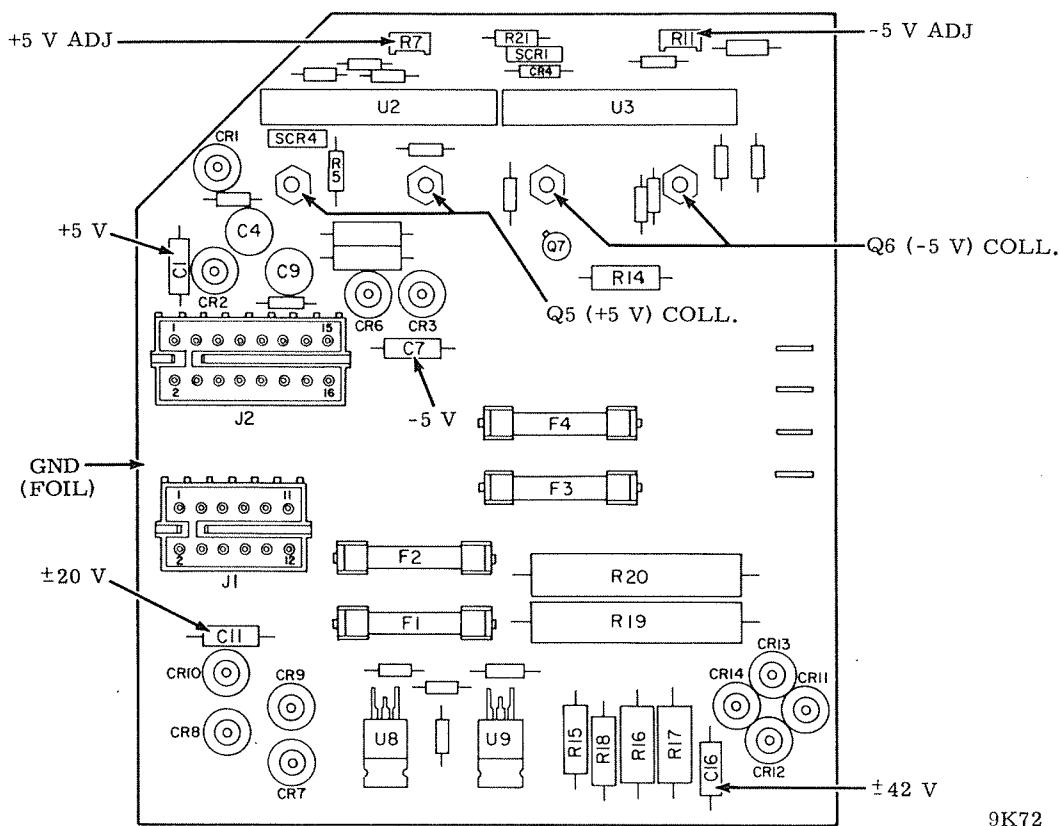 +5 V ADJ
R7
R21
SCR1
CR4
R11
-5 V ADJ
U2
U3
CR1
SCR4
R5
+5 V
C4
C1
CR2
C9
Q7
R14
Q6 (-5 V) COLL.
CR6
CR3
Q5 (+5 V) COLL.
1
15
2
16
J2
C7
-5 V
F4
GND
(FOIL)
F3
1
11
2
12
J1
F2
R20
±20 V
F1
R19
C11
CR10
CR9
CR8
CR7
U8
U9
R15
R18
R16
R17
C16
CR13
CR14
CR11
CR12
±42 V
9K72